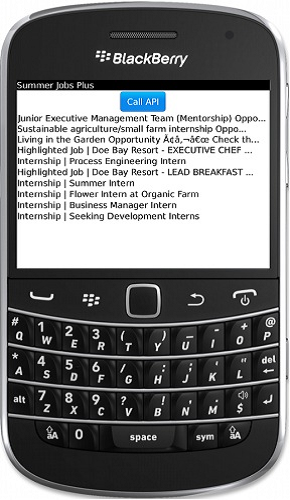 BlackBerry
Summer Jobs Plus
Call API
Junior Executive Management Team (Mentorship) Oppo...
Sustainable agriculture/small farm internship Oppo...
Living in the Garden Opportunity Ã¢â‚¬â€œ Check th...
Highlighted Job | Doe Bay Resort - EXECUTIVE CHEF ...
Internship | Process Engineering Intern
Highlighted Job | Doe Bay Resort - LEAD BREAKFAST ...
Internship | Summer Intern
Internship | Flower Intern at Organic Farm
Internship | Business Manager Intern
Internship | Seeking Development Interns
# Q 1 W 2 E 3 R ( T ) Y _ U - I + O @ P
* A 4 S 5 D 6 F / G : H ; J ' K " L del
alt 7 Z 8 X 9 C ? V ! B , N . M $
aA 0 space sym aA